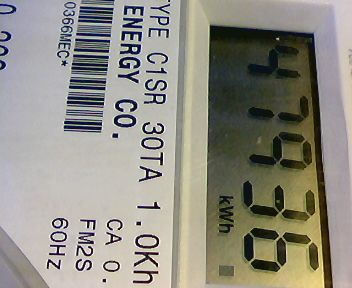 TYPE C1SR 30TA 1.0Kh
ENERGY CO.
CA 0.
0366MEC*
FM2S
60HZ
47936
kWh